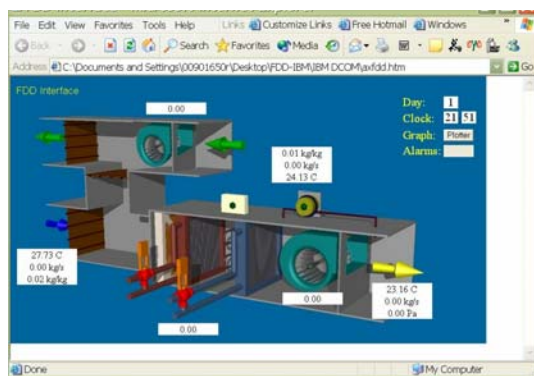 File Edit View Favorites Tools Help Links Customize Links Free Hotmail Windows
Back Search Favorites Media
Address C:\Documents and Settings\00901650r\Desktop\FDD-IBM\IBM DCOM\axfdd.htm Go
FDD Interface
Day: 1
Clock: 21 51
Graph: Plotter
Alarms:
0.00
0.01 kg/kg
0.00 kg/s
24.13 C
27.73 C
0.00 kg/s
0.02 kg/kg
0.00
23.16 C
0.00 kg/s
0.00 Pa
0.00
Done My Computer